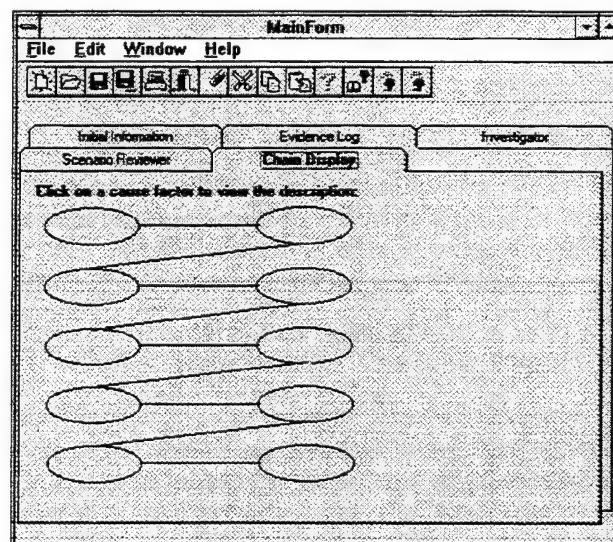 MainForm
File Edit Window Help
Initial Information Evidence Log Investigator
Scenario Reviewer Chain Display
Click on a cause factor to view the description: